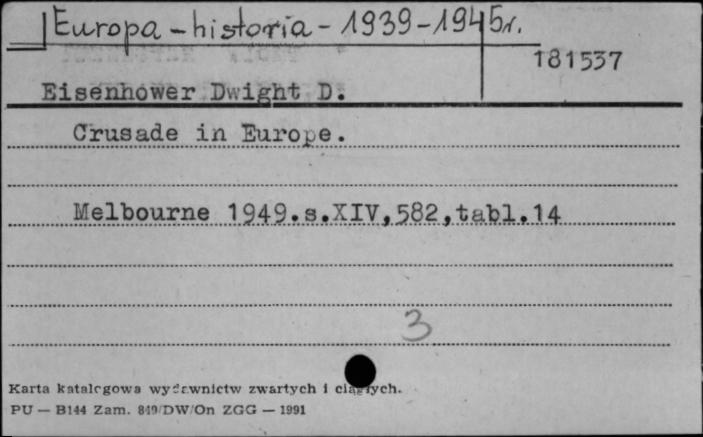 Europa - historia - 1939-1945r.
181537
Eisenhower Dwight D.
Crusade in Europe.
Melbourne 1949.s.XIV,582,tabl.14
3
Karta katalogowa wydawnictw zwartych i ciągłych.
PU — B144 Zam. 849/DW/On ZGG — 1991